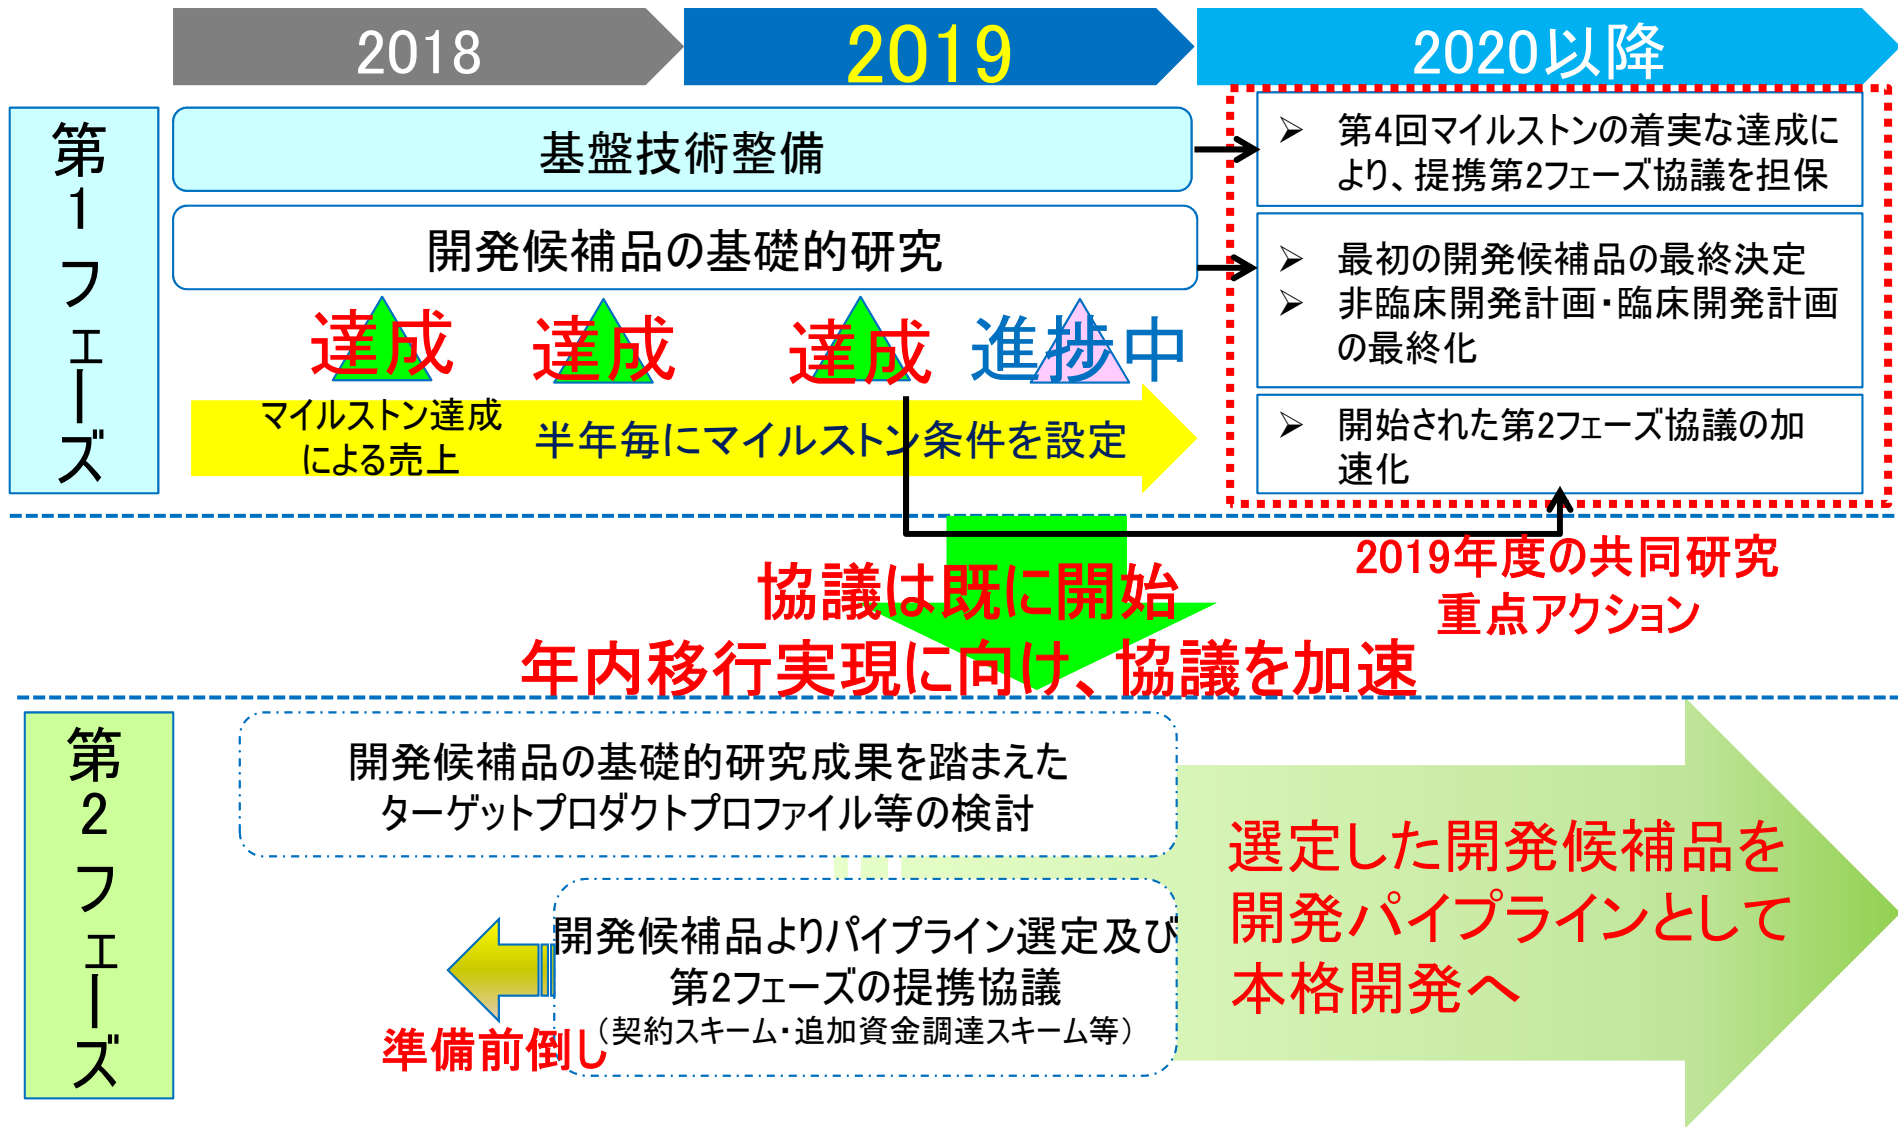 2018
2019
2020以降
第1フェーズ
基盤技術整備
開発候補品の基礎的研究
達成
達成
達成
進捗中
マイルストン達成
による売上
半年毎にマイルストン条件を設定
➢ 第4回マイルストンの着実な達成に
より、提携第2フェーズ協議を担保
➢ 最初の開発候補品の最終決定
➢ 非臨床開発計画・臨床開発計画
の最終化
➢ 開始された第2フェーズ協議の加
速化
2019年度の共同研究
重点アクション
協議は既に開始
年内移行実現に向け、協議を加速
第2フェーズ
開発候補品の基礎的研究成果を踏まえた
ターゲットプロダクトプロファイル等の検討
開発候補品よりパイプライン選定及び
第2フェーズの提携協議
（契約スキーム・追加資金調達スキーム等）
準備前倒し
選定した開発候補品を
開発パイプラインとして
本格開発へ